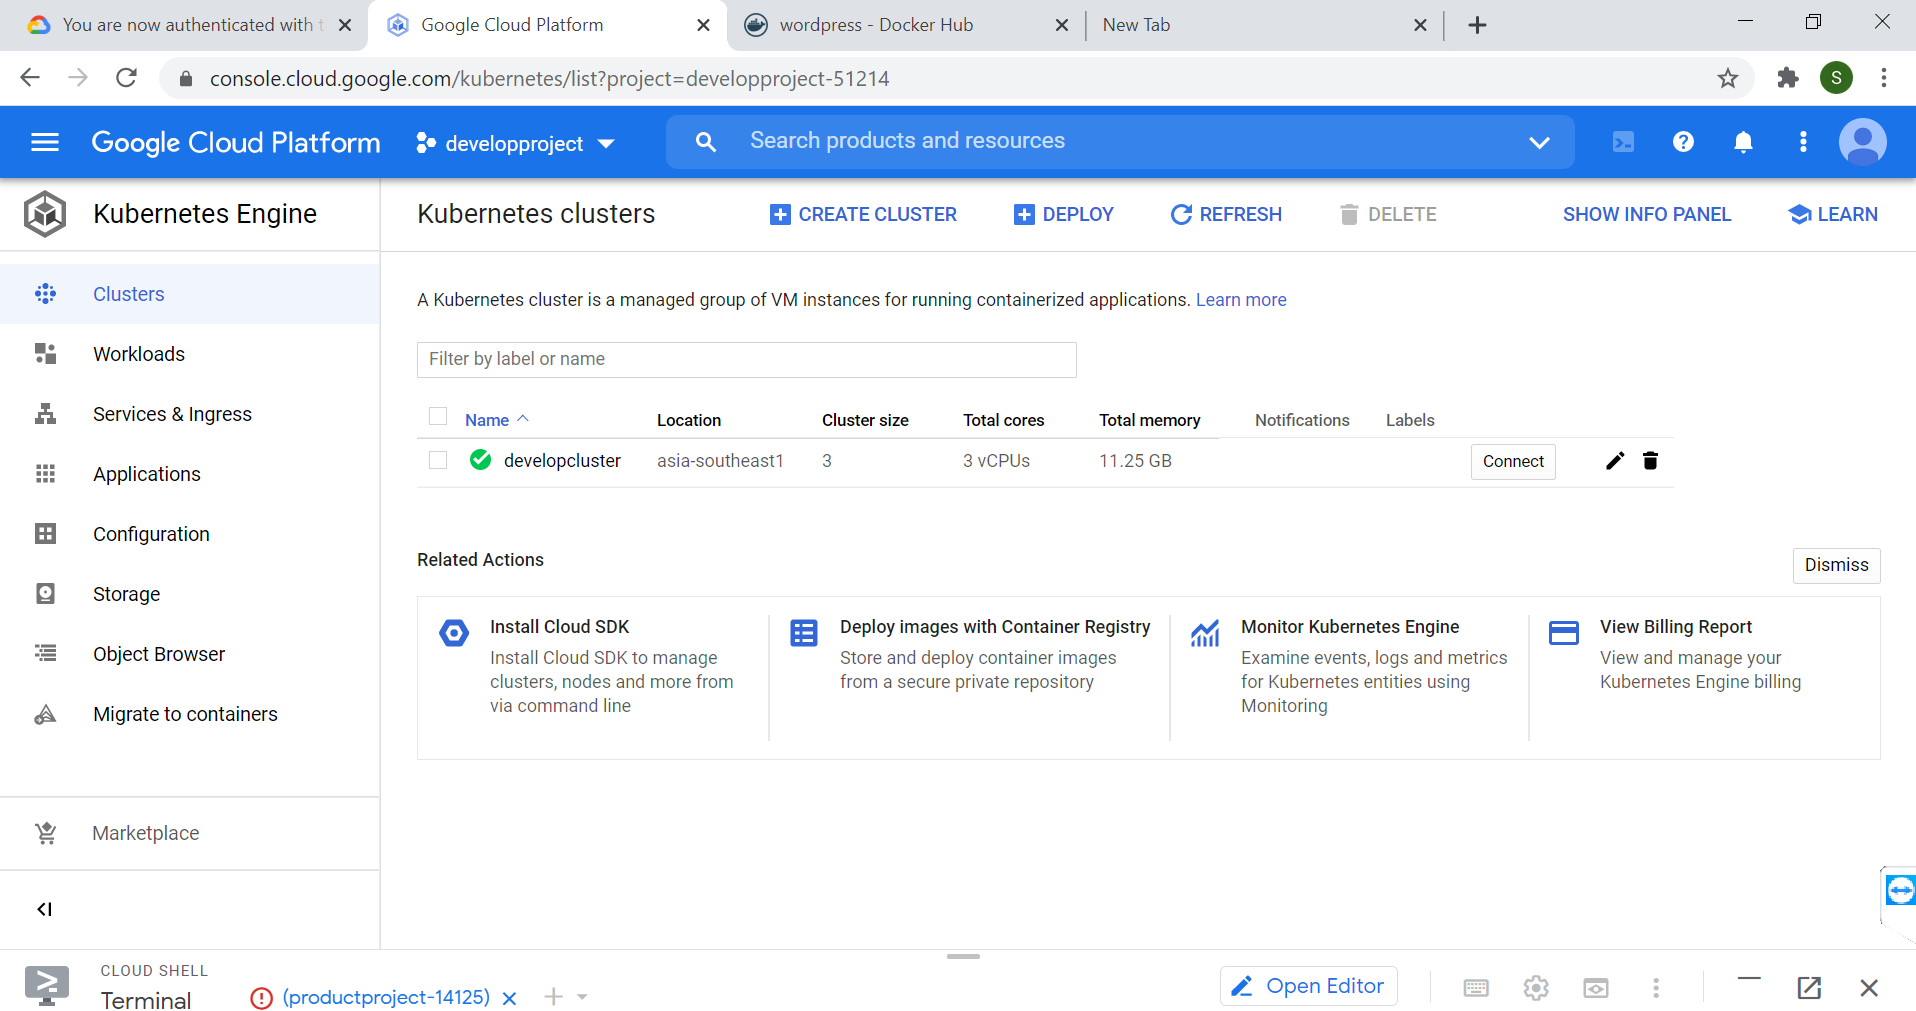 You are now authenticated with t
Google Cloud Platform
wordpress - Docker Hub
New Tab
console.cloud.google.com/kubernetes/list?project=developproject-51214
S
Google Cloud Platform
developproject
Search products and resources
Kubernetes Engine
Kubernetes clusters
CREATE CLUSTER
DEPLOY
REFRESH
DELETE
SHOW INFO PANEL
LEARN
Clusters
Workloads
Services & Ingress
Applications
Configuration
Storage
Object Browser
Migrate to containers
Marketplace
A Kubernetes cluster is a managed group of VM instances for running containerized applications. Learn more
Filter by label or name
Name Location Cluster size Total cores Total memory Notifications Labels
developcluster asia-southeast1 3 3 vCPUs 11.25 GB Connect
Related Actions
Dismiss
Install Cloud SDK
Install Cloud SDK to manage
clusters, nodes and more from
via command line
Deploy images with Container Registry
Store and deploy container images
from a secure private repository
Monitor Kubernetes Engine
Examine events, logs and metrics
for Kubernetes entities using
Monitoring
View Billing Report
View and manage your
Kubernetes Engine billing
CLOUD SHELL
Terminal
(productproject-14125)
Open Editor